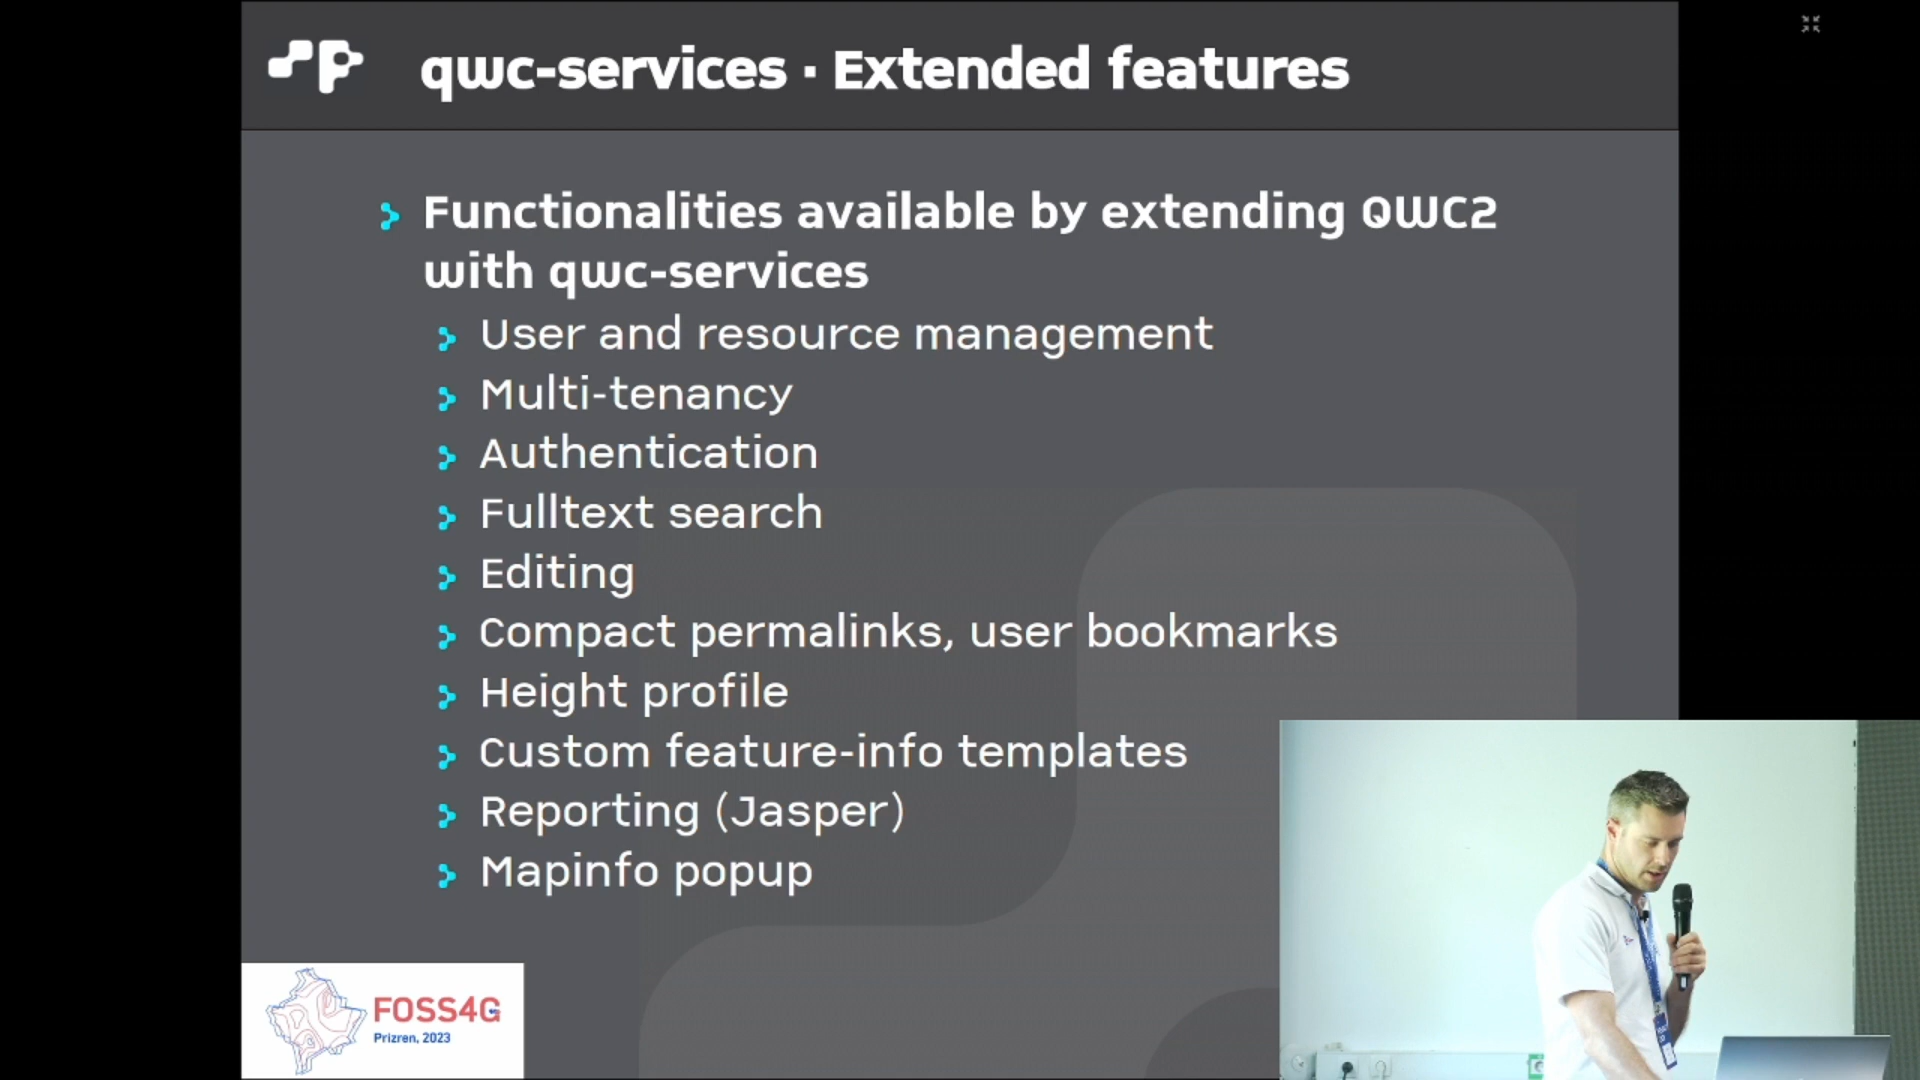 qwc-services · Extended features
Functionalities available by extending QWC2
with qwc-services
User and resource management
Multi-tenancy
Authentication
Fulltext search
Editing
Compact permalinks, user bookmarks
Height profile
Custom feature-info templates
Reporting (Jasper)
Mapinfo popup
FOSS4G
Prizren, 2023